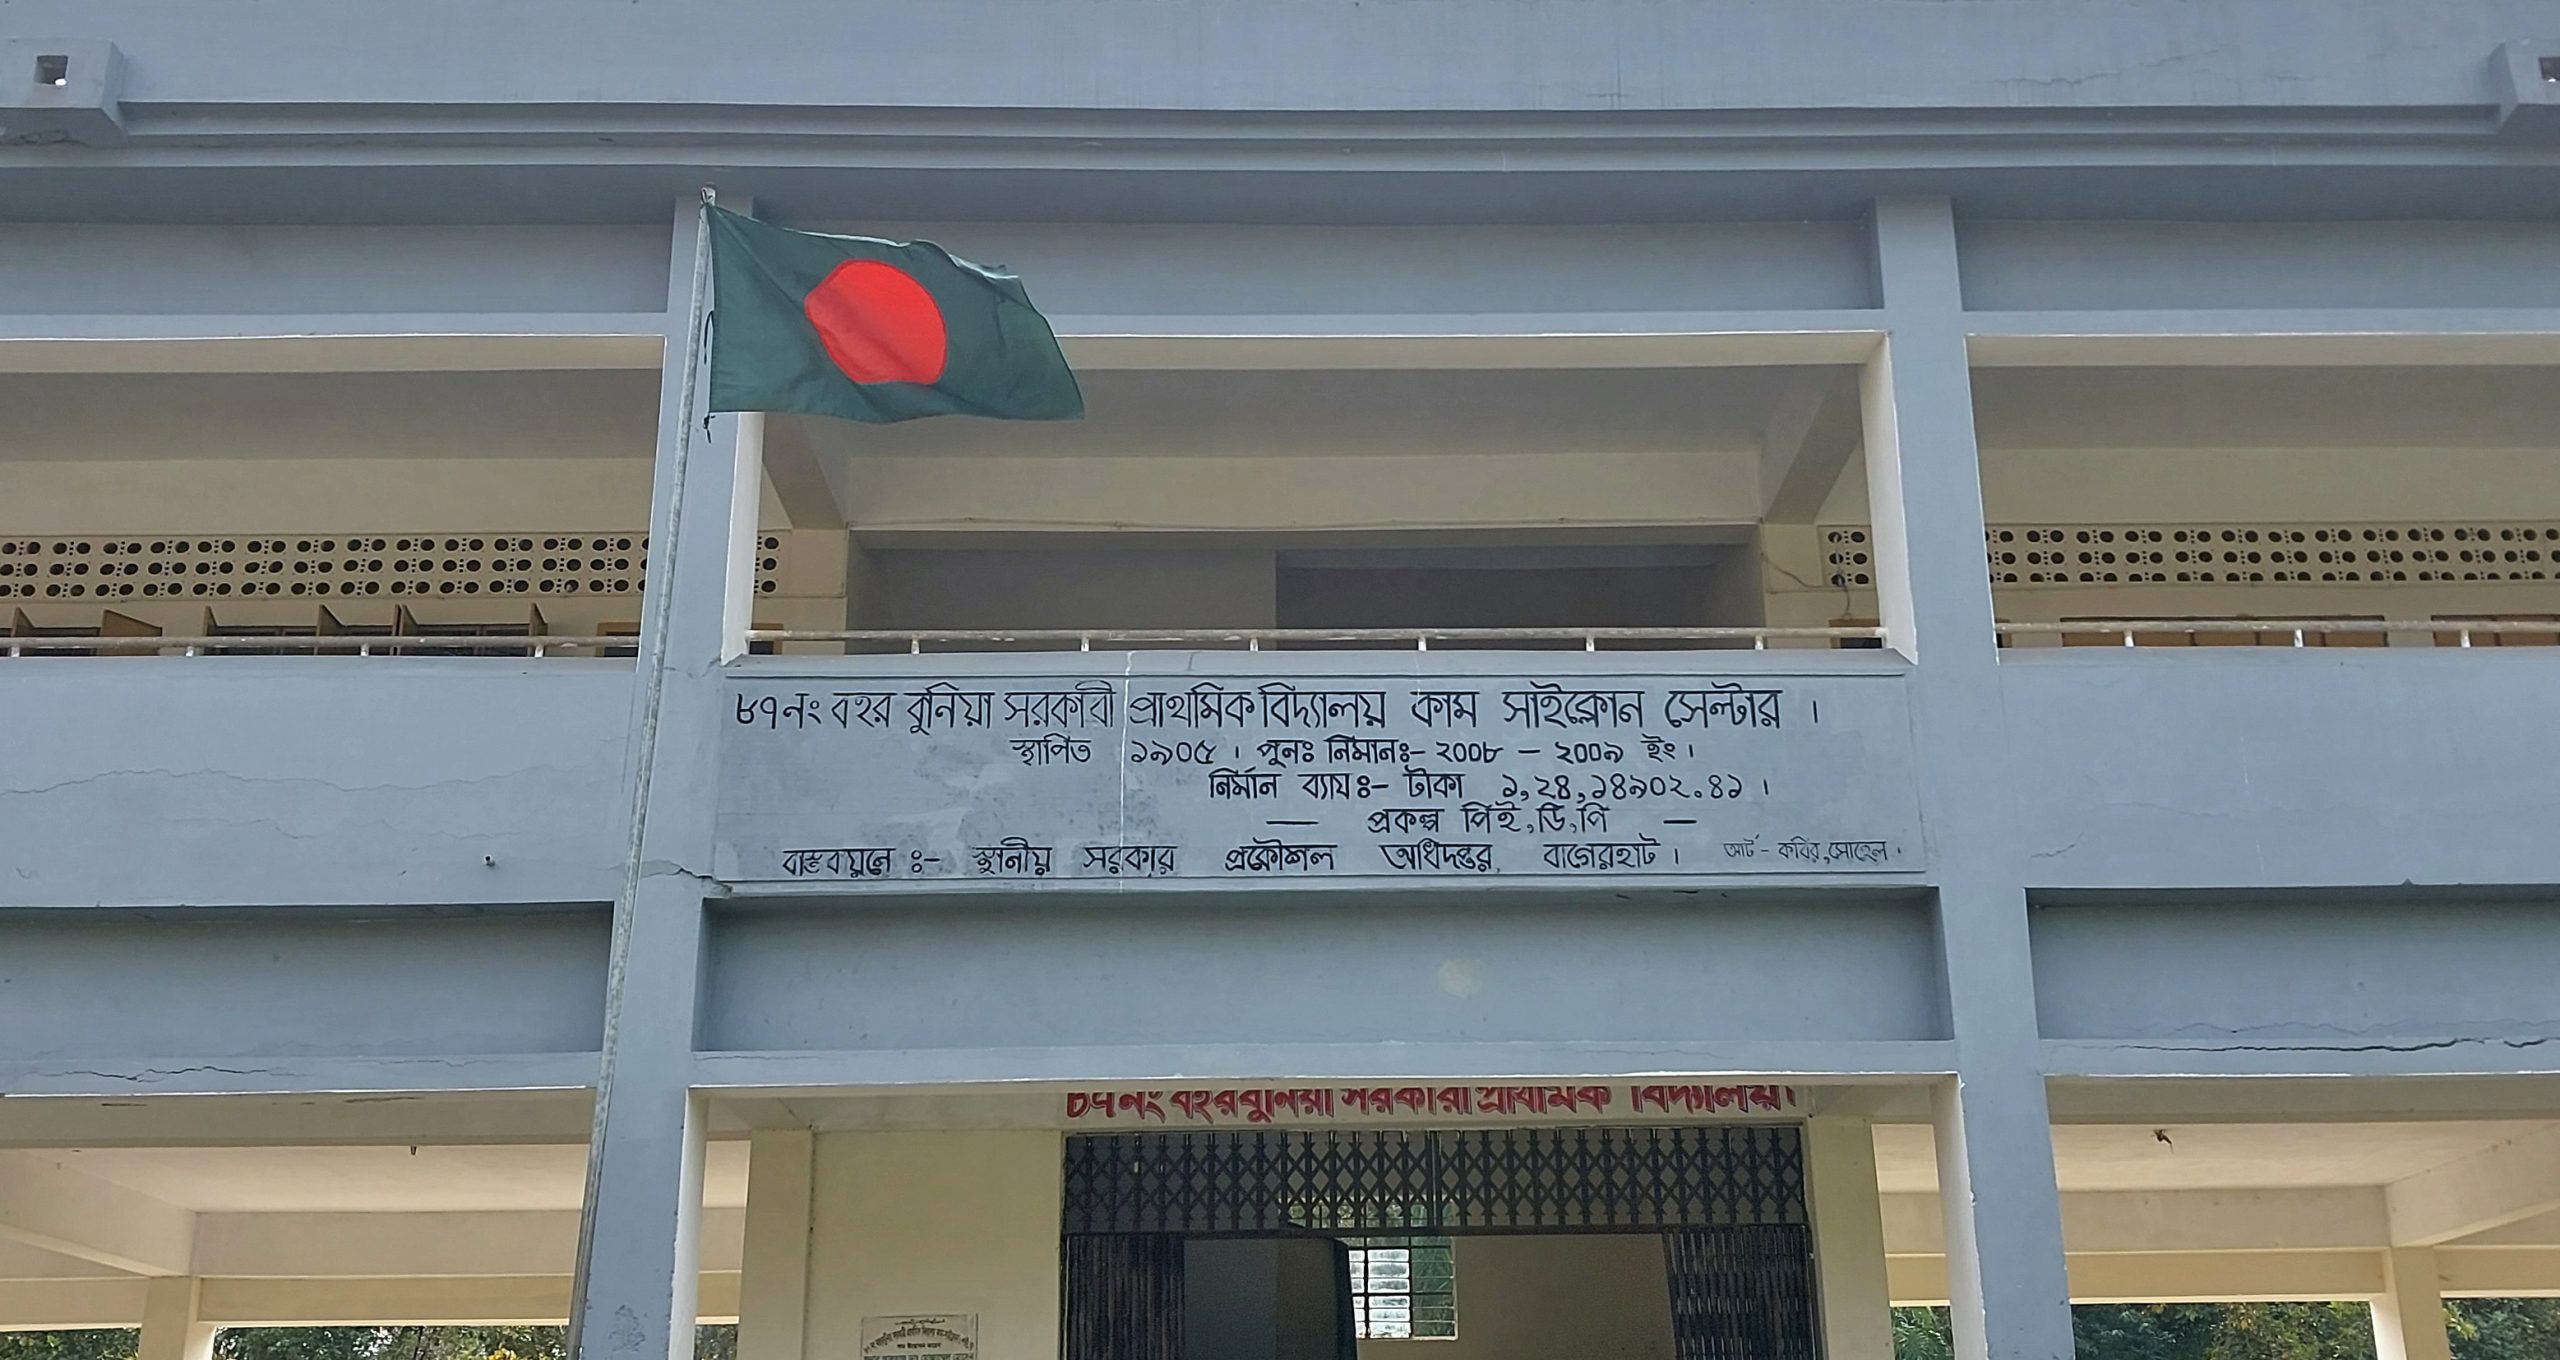 ৮৭নং বহর বুনিয়া সরকারী প্রাথমিক বিদ্যালয় কাম সাইক্লোন সেল্টার ।
স্থাপিত ১৯০৫ । পুনঃ নিমানঃ- ২০০৮ - ২০০৯ ইং ।
নির্মান ব্যায়ঃ- টাকা ১,২৪,১৪৯০২.৪১ ।
— প্রকল্প পিই,ডি,পি —
বাস্তবায়নে ঃ- স্থানীয় সরকার প্রকৌশল অধিদপ্তর, বাগেরহাট । আর্ট - কবির,সোহেল ।
৮৭নং বহরবুনিয়া সরকারী প্রাথমিক বিদ্যালয়।